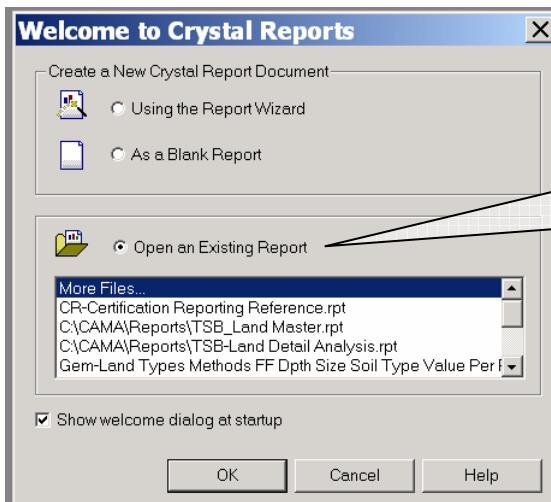 Welcome to Crystal Reports
Create a New Crystal Report Document
Using the Report Wizard
As a Blank Report
Open an Existing Report
More Files...
CR-Certification Reporting Reference.rpt
C:\CAMA\Reports\TSB_Land Master.rpt
C:\CAMA\Reports\TSB-Land Detail Analysis.rpt
Gem-Land Types Methods FF Dpth Size Soil Type Value Per
Show welcome dialog at startup
OK
Cancel
Help